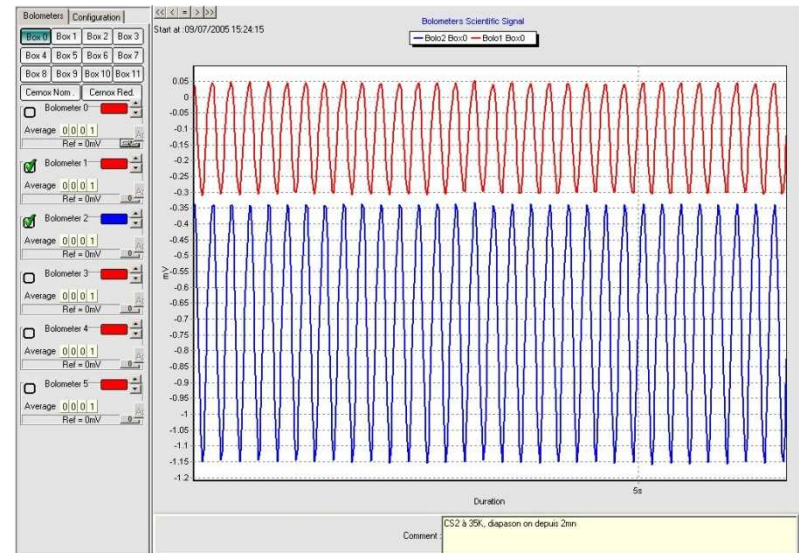 Bolometers Configuration
Box 0 Box 1 Box 2 Box 3
Box 4 Box 5 Box 6 Box 7
Box 8 Box 9 Box 10 Box 11
Cernox Nom. Cernox Red.
Bolometer 0
Average 0 0 0 1
Ref = 0mV
Bolometer 1
Average 0 0 0 1
Ref = 0mV
Bolometer 2
Average 0 0 0 1
Ref = 0mV
Bolometer 3
Average 0 0 0 1
Ref = 0mV
Bolometer 4
Average 0 0 0 1
Ref = 0mV
Bolometer 5
Average 0 0 0 1
Ref = 0mV
<< < = > >>
Start at :09/07/2005 15:24:15
Bolometers Scientific Signal
Bolo2 Box0 Bolo1 Box0
0.05
0
-0.05
-0.1
-0.15
-0.2
-0.25
-0.3
-0.35
-0.4
-0.45
-0.5
-0.55
-0.6
-0.65
-0.7
-0.75
-0.8
-0.85
-0.9
-0.95
-1
-1.05
-1.1
-1.15
-1.2
mV
5s
Duration
Comment :
CS2 à 35K, diapason on depuis 2mn